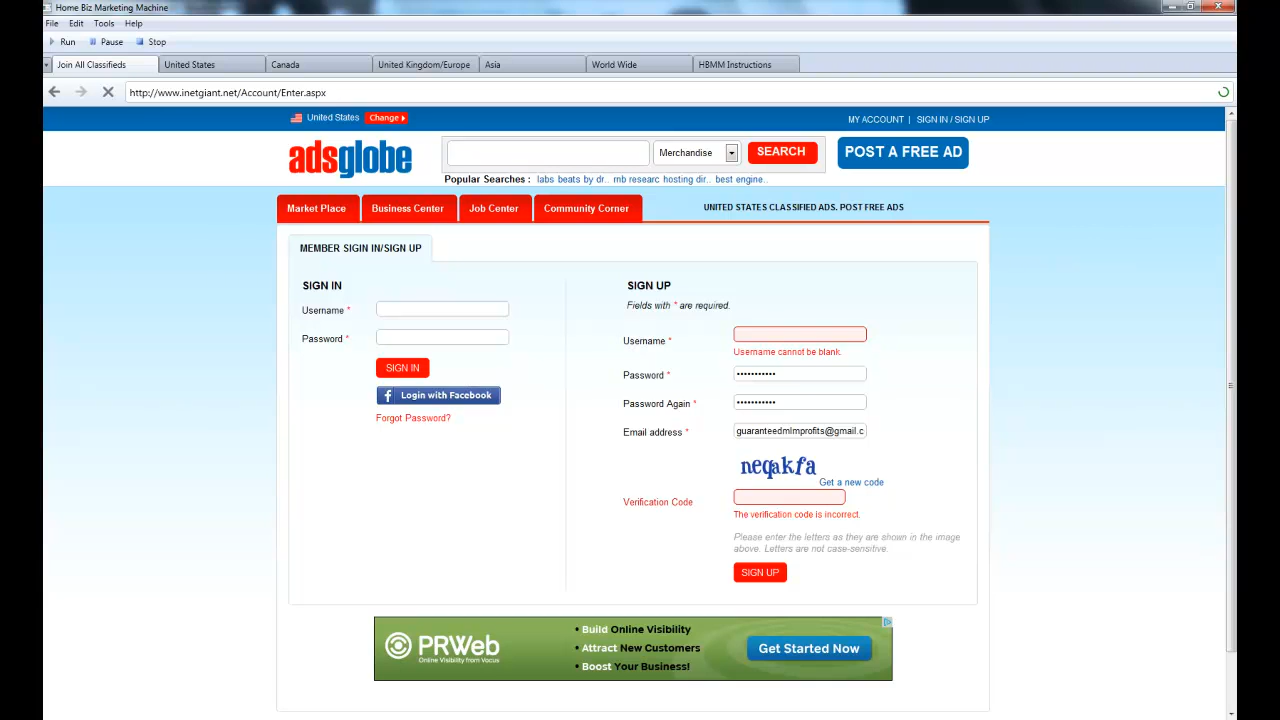 Home Biz Marketing Machine
File Edit Tools Help
Run Pause Stop
Join All Classifieds United States Canada United Kingdom/Europe Asia World Wide HBMM Instructions
http://www.inetgiant.net/Account/Enter.aspx
United States Change MY ACCOUNT | SIGN IN / SIGN UP
adsglobe Merchandise SEARCH POST A FREE AD
Popular Searches : labs beats by dr.. rnb researc hosting dir.. best engine..
Market Place Business Center Job Center Community Corner UNITED STATES CLASSIFIED ADS. POST FREE ADS
MEMBER SIGIN IN/SIGN UP
SIGN IN
Username *
Password *
SIGN IN
f Login with Facebook
Forgot Password?
SIGN UP
Fields with * are required.
Username *
Username cannot be blank.
Password *
Password Again *
Email address * guaranteedmlmprofits@gmail.c
neqakfa
Get a new code
Verification Code
The verification code is incorrect.
Please enter the letters as they are shown in the image
above. Letters are not case-sensitive.
SIGN UP
PRWeb
Online Visibility from Vocus
• Build Online Visibility
• Attract New Customers
• Boost Your Business!
Get Started Now